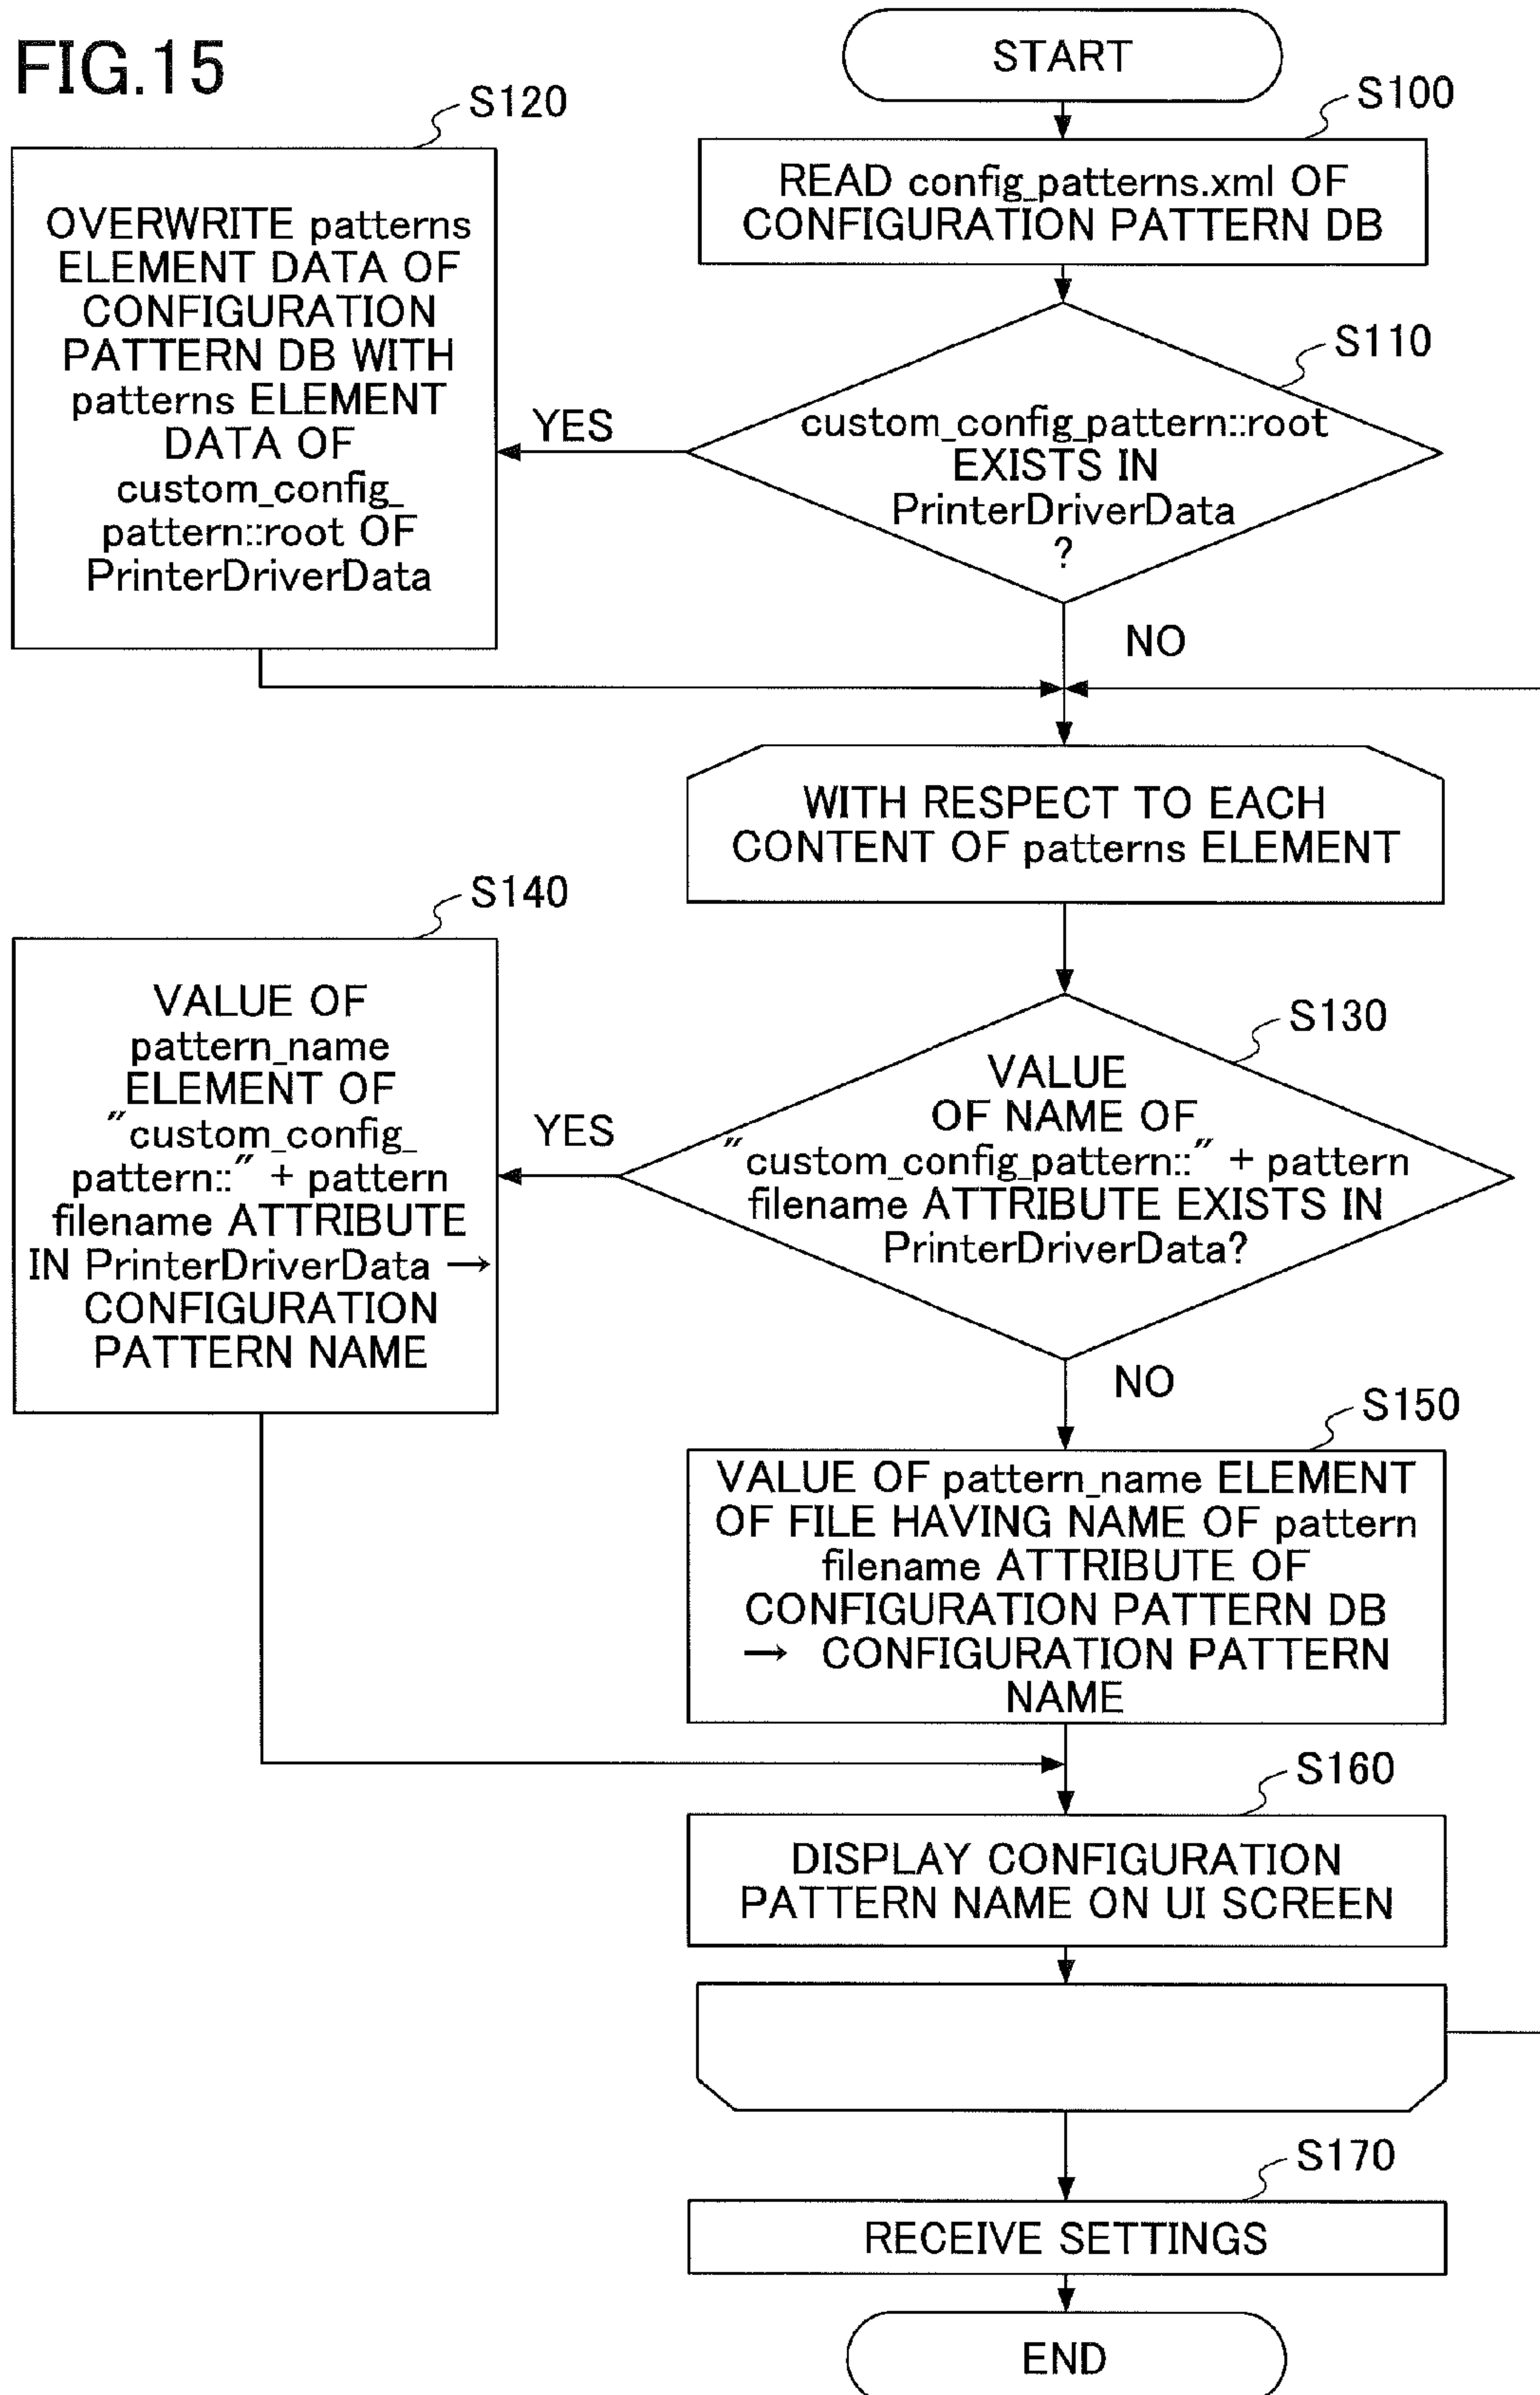 FIG.15
START
S100
READ config_patterns.xml OF
CONFIGURATION PATTERN DB
S110
custom_config_pattern::root
EXISTS IN
PrinterDriverData
?
YES
NO
S120
OVERWRITE patterns
ELEMENT DATA OF
CONFIGURATION
PATTERN DB WITH
patterns ELEMENT
DATA OF
custom_config_
pattern::root OF
PrinterDriverData
WITH RESPECT TO EACH
CONTENT OF patterns ELEMENT
S130
VALUE
OF NAME OF
"custom_config_pattern::" + pattern
filename ATTRIBUTE EXISTS IN
PrinterDriverData?
YES
NO
S140
VALUE OF
pattern_name
ELEMENT OF
"custom_config_
pattern::" + pattern
filename ATTRIBUTE
IN PrinterDriverData →
CONFIGURATION
PATTERN NAME
S150
VALUE OF pattern_name ELEMENT
OF FILE HAVING NAME OF pattern
filename ATTRIBUTE OF
CONFIGURATION PATTERN DB
→ CONFIGURATION PATTERN
NAME
S160
DISPLAY CONFIGURATION
PATTERN NAME ON UI SCREEN
S170
RECEIVE SETTINGS
END